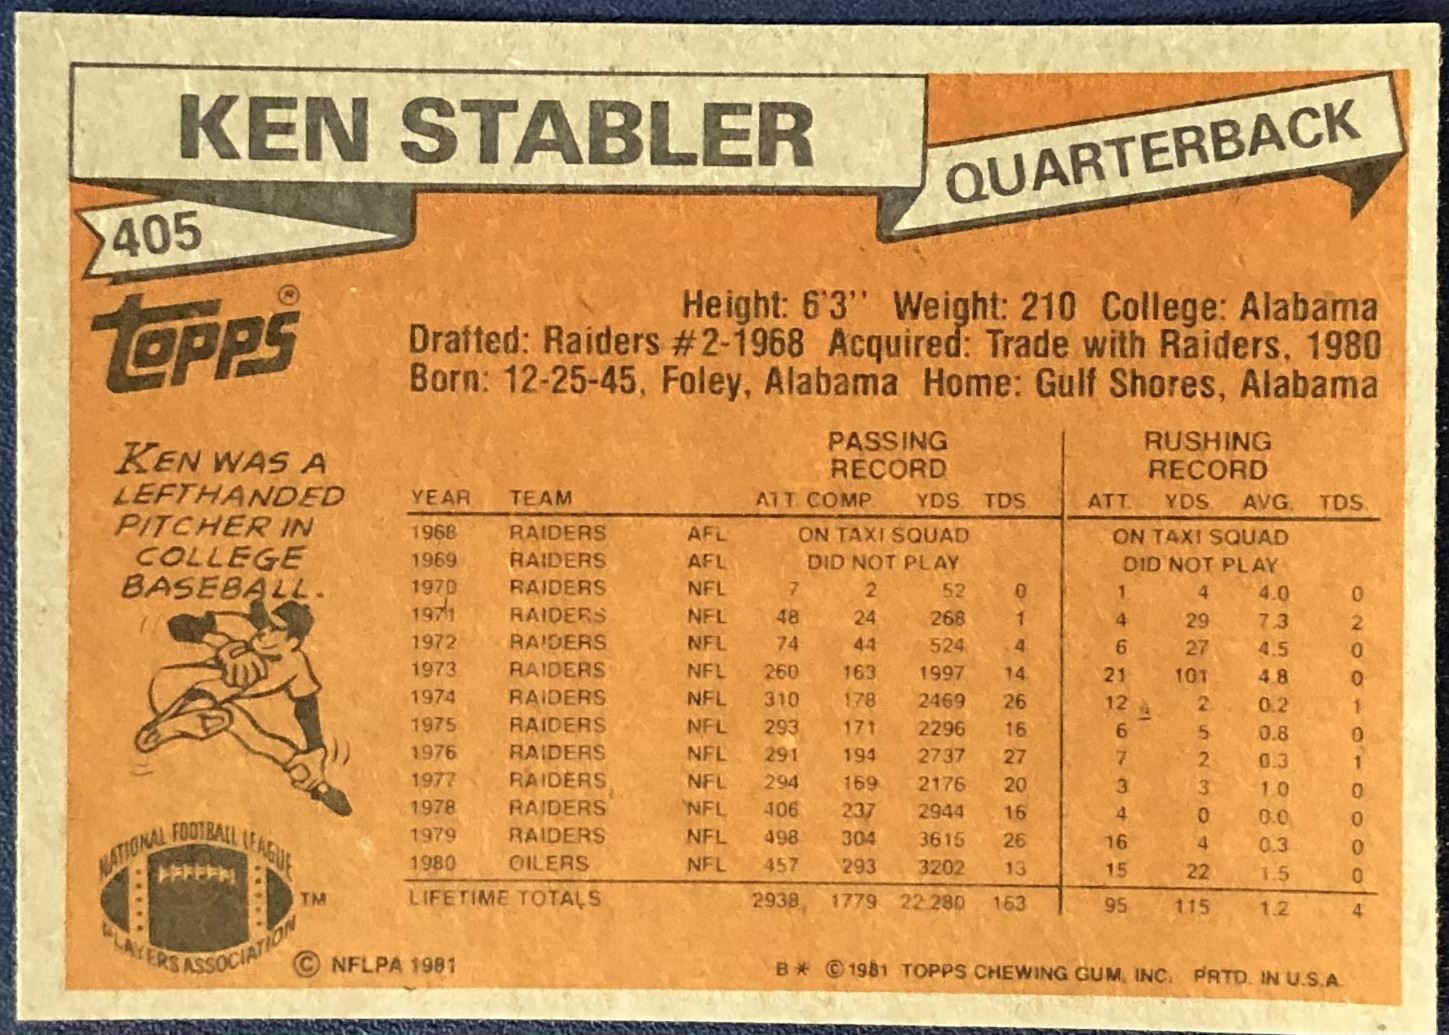 KEN STABLER
QUARTERBACK
405
TOPPS®
Height: 6'3'' Weight: 210 College: Alabama
Drafted: Raiders #2-1968 Acquired: Trade with Raiders, 1980
Born: 12-25-45, Foley, Alabama Home: Gulf Shores, Alabama
KEN WAS A
LEFTHANDED
PITCHER IN
COLLEGE
BASEBALL.
PASSING RUSHING
RECORD RECORD
YEAR TEAM ATT. COMP. YDS. TDS. ATT. YDS. AVG. TDS.
1968 RAIDERS AFL ON TAXI SQUAD ON TAXI SQUAD
1969 RAIDERS AFL DID NOT PLAY DID NOT PLAY
1970 RAIDERS NFL 7 2 52 0 1 4 4.0 0
1971 RAIDERS NFL 48 24 268 1 4 29 7.3 2
1972 RAIDERS NFL 74 44 524 4 6 27 4.5 0
1973 RAIDERS NFL 260 163 1997 14 21 101 4.8 0
1974 RAIDERS NFL 310 178 2469 26 12 2 0.2 1
1975 RAIDERS NFL 293 171 2296 16 6 5 0.8 0
1976 RAIDERS NFL 291 194 2737 27 7 2 0.3 1
1977 RAIDERS NFL 294 169 2176 20 3 3 1.0 0
1978 RAIDERS NFL 406 237 2944 16 4 0 0.0 0
1979 RAIDERS NFL 498 304 3615 26 16 4 0.3 0
1980 OILERS NFL 457 293 3202 13 15 22 1.5 0
LIFETIME TOTALS 2938 1779 22,280 163 95 115 1.2 4
NATIONAL FOOTBALL LEAGUE
PLAYERS ASSOCIATION
TM
© NFLPA 1981
B* © 1981 TOPPS CHEWING GUM, INC. PRTD. IN U.S.A.